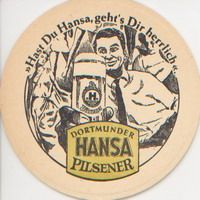 „Hast Du Hansa, geht's Dir herrlich“
DORTMUNDER
HANSA
PILSENER